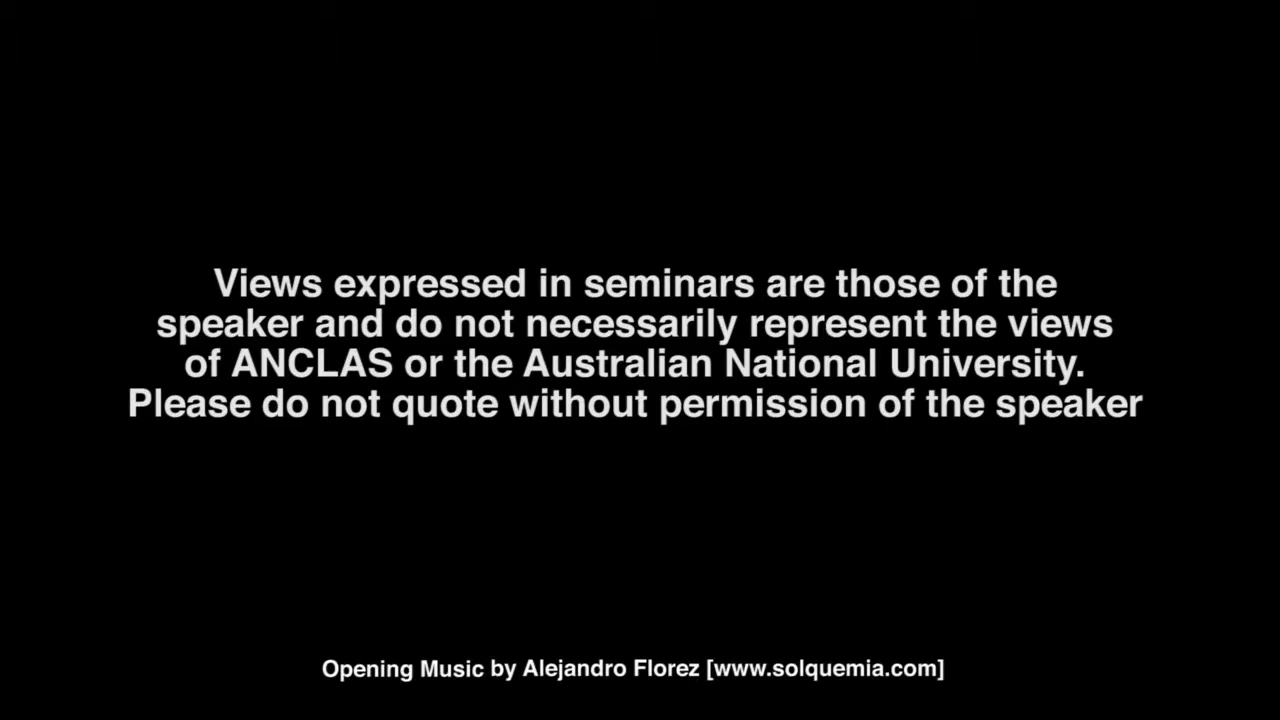 Views expressed in seminars are those of the
speaker and do not necessarily represent the views
of ANCLAS or the Australian National University.
Please do not quote without permission of the speaker
Opening Music by Alejandro Florez [www.solquemia.com]